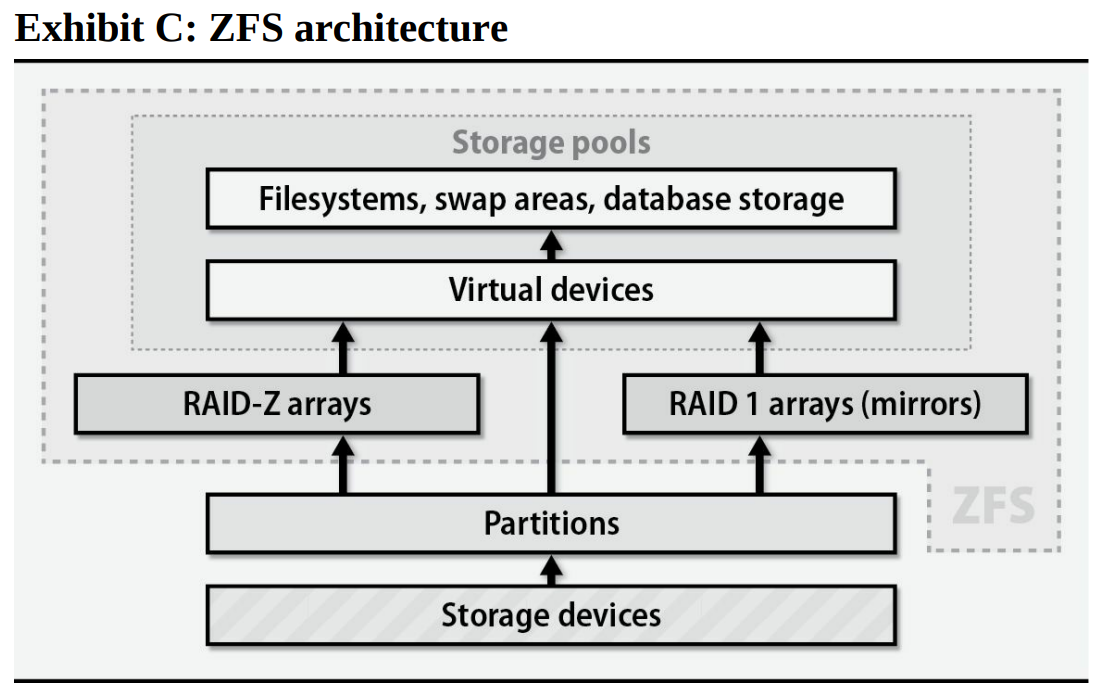 Exhibit C: ZFS architecture
Storage pools
Filesystems, swap areas, database storage
Virtual devices
RAID-Z arrays
RAID 1 arrays (mirrors)
ZFS
Partitions
Storage devices